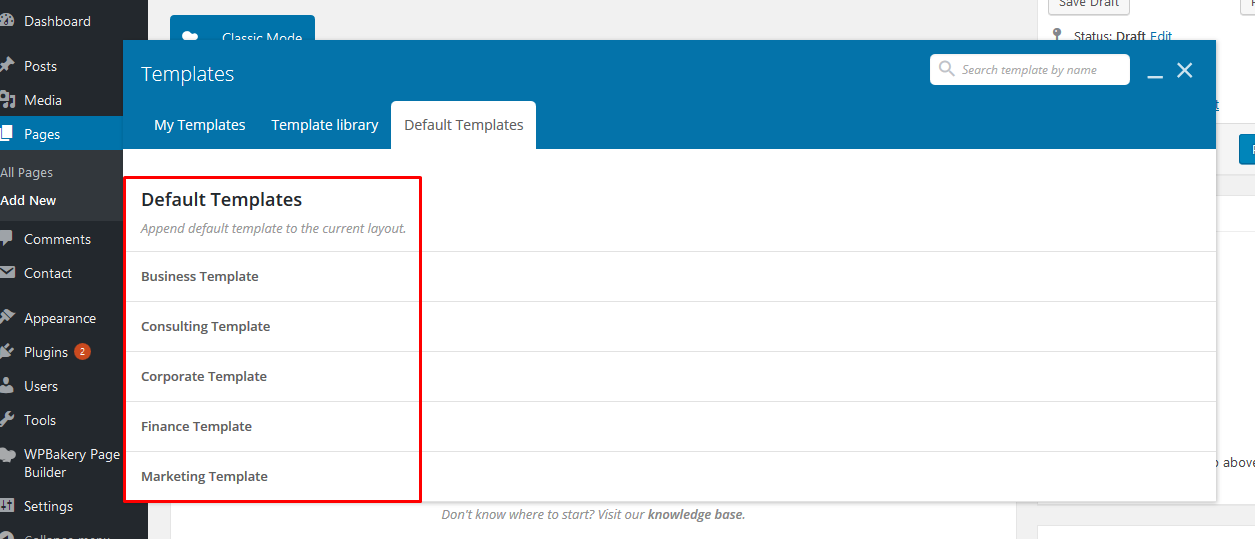 Dashboard
Posts
Media
Pages
All Pages
Add New
Comments
Contact
Appearance
Plugins 2
Users
Tools
WPBakery Page
Builder
Settings
Collapse menu
Classic Mode
Save Draft
Status: Draft Edit
Templates
Search template by name
My Templates
Template library
Default Templates
Default Templates
Append default template to the current layout.
Business Template
Consulting Template
Corporate Template
Finance Template
Marketing Template
above
Don't know where to start? Visit our knowledge base.